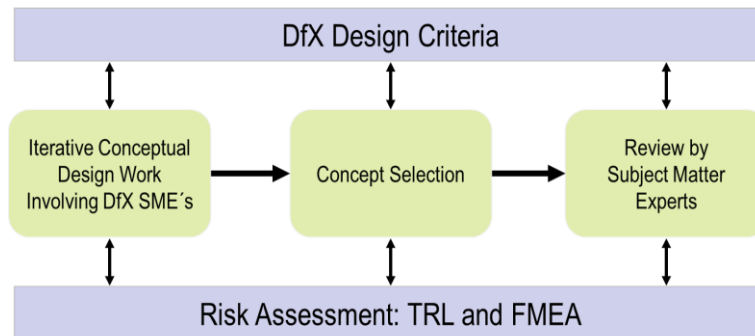 DfX Design Criteria
Iterative Conceptual
Design Work
Involving DfX SME´s
Concept Selection
Review by
Subject Matter
Experts
Risk Assessment: TRL and FMEA